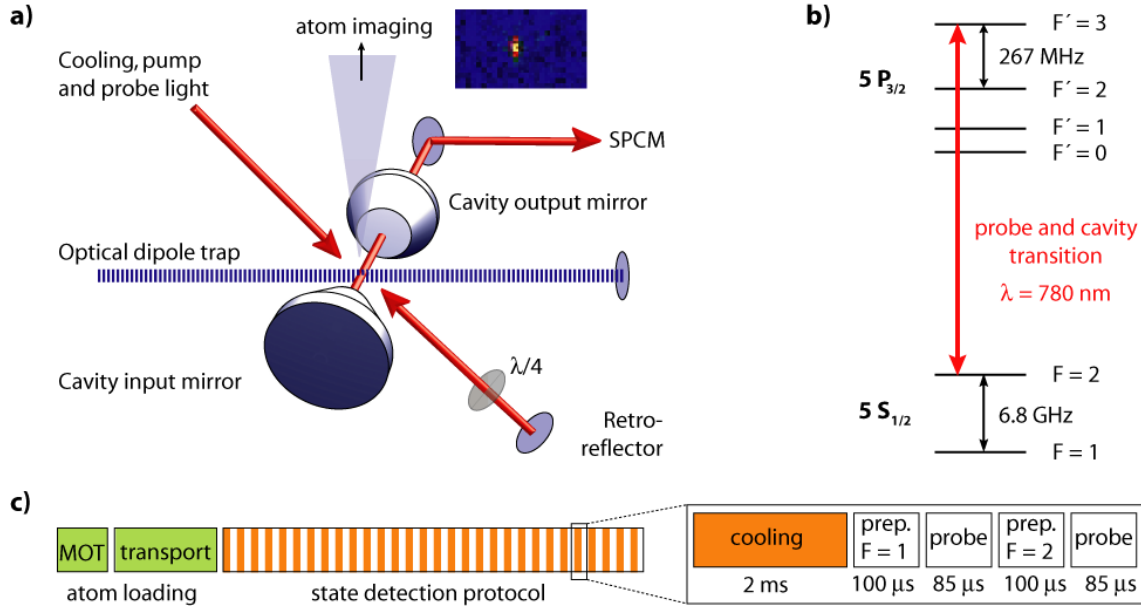 a)
atom imaging
Cooling, pump
and probe light
SPCM
Cavity output mirror
Optical dipole trap
Cavity input mirror
λ/4
Retro-
reflector
b)
F´ = 3
267 MHz
5 P3/2
F´ = 2
F´ = 1
F´ = 0
probe and cavity
transition
λ = 780 nm
F = 2
5 S1/2
6.8 GHz
F = 1
c)
MOT
transport
atom loading
state detection protocol
cooling
prep.
F = 1
probe
prep.
F = 2
probe
2 ms
100 μs
85 μs
100 μs
85 μs